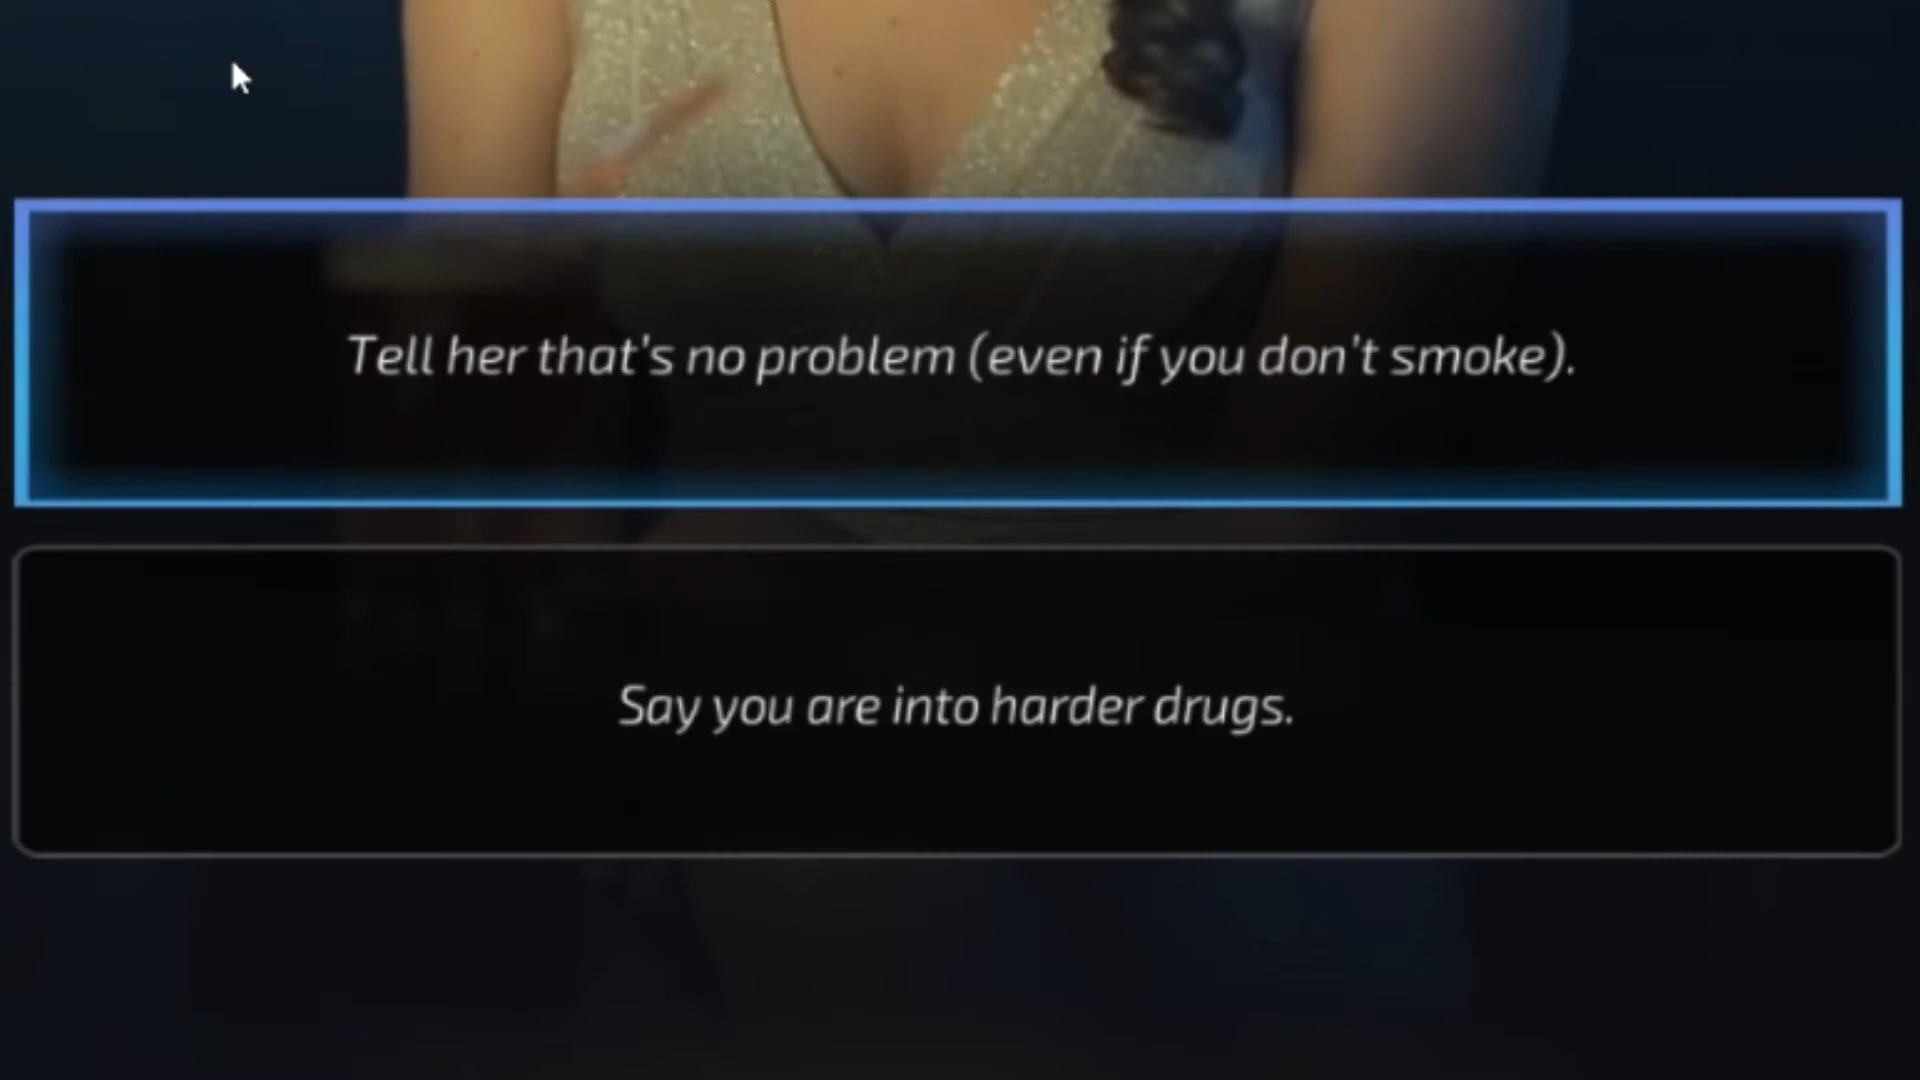 Tell her that's no problem (even if you don't smoke).
Say you are into harder drugs.